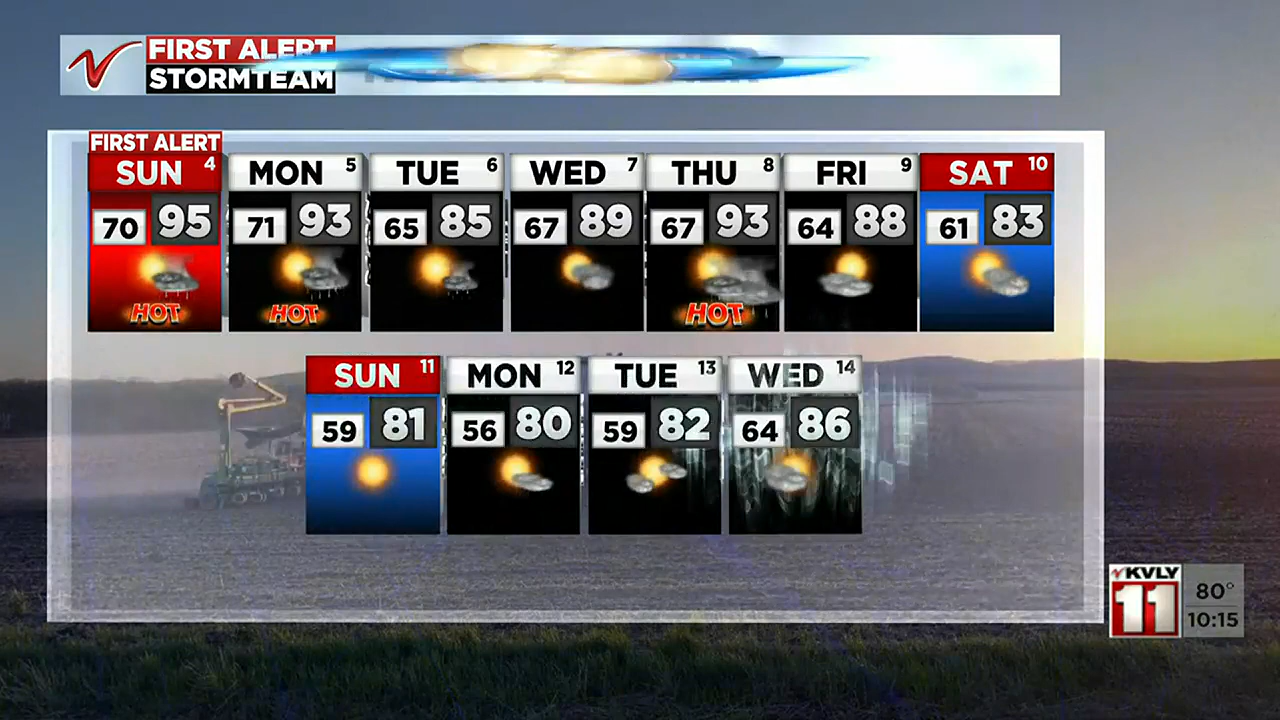 FIRST ALERT
STORMTEAM
FIRST ALERT
SUN 4 MON 5 TUE 6 WED 7 THU 8 FRI 9 SAT 10
70 95 71 93 65 85 67 89 67 93 64 88 61 83
HOT HOT HOT
SUN 11 MON 12 TUE 13 WED 14
59 81 56 80 59 82 64 86
KVLY
11
80°
10:15